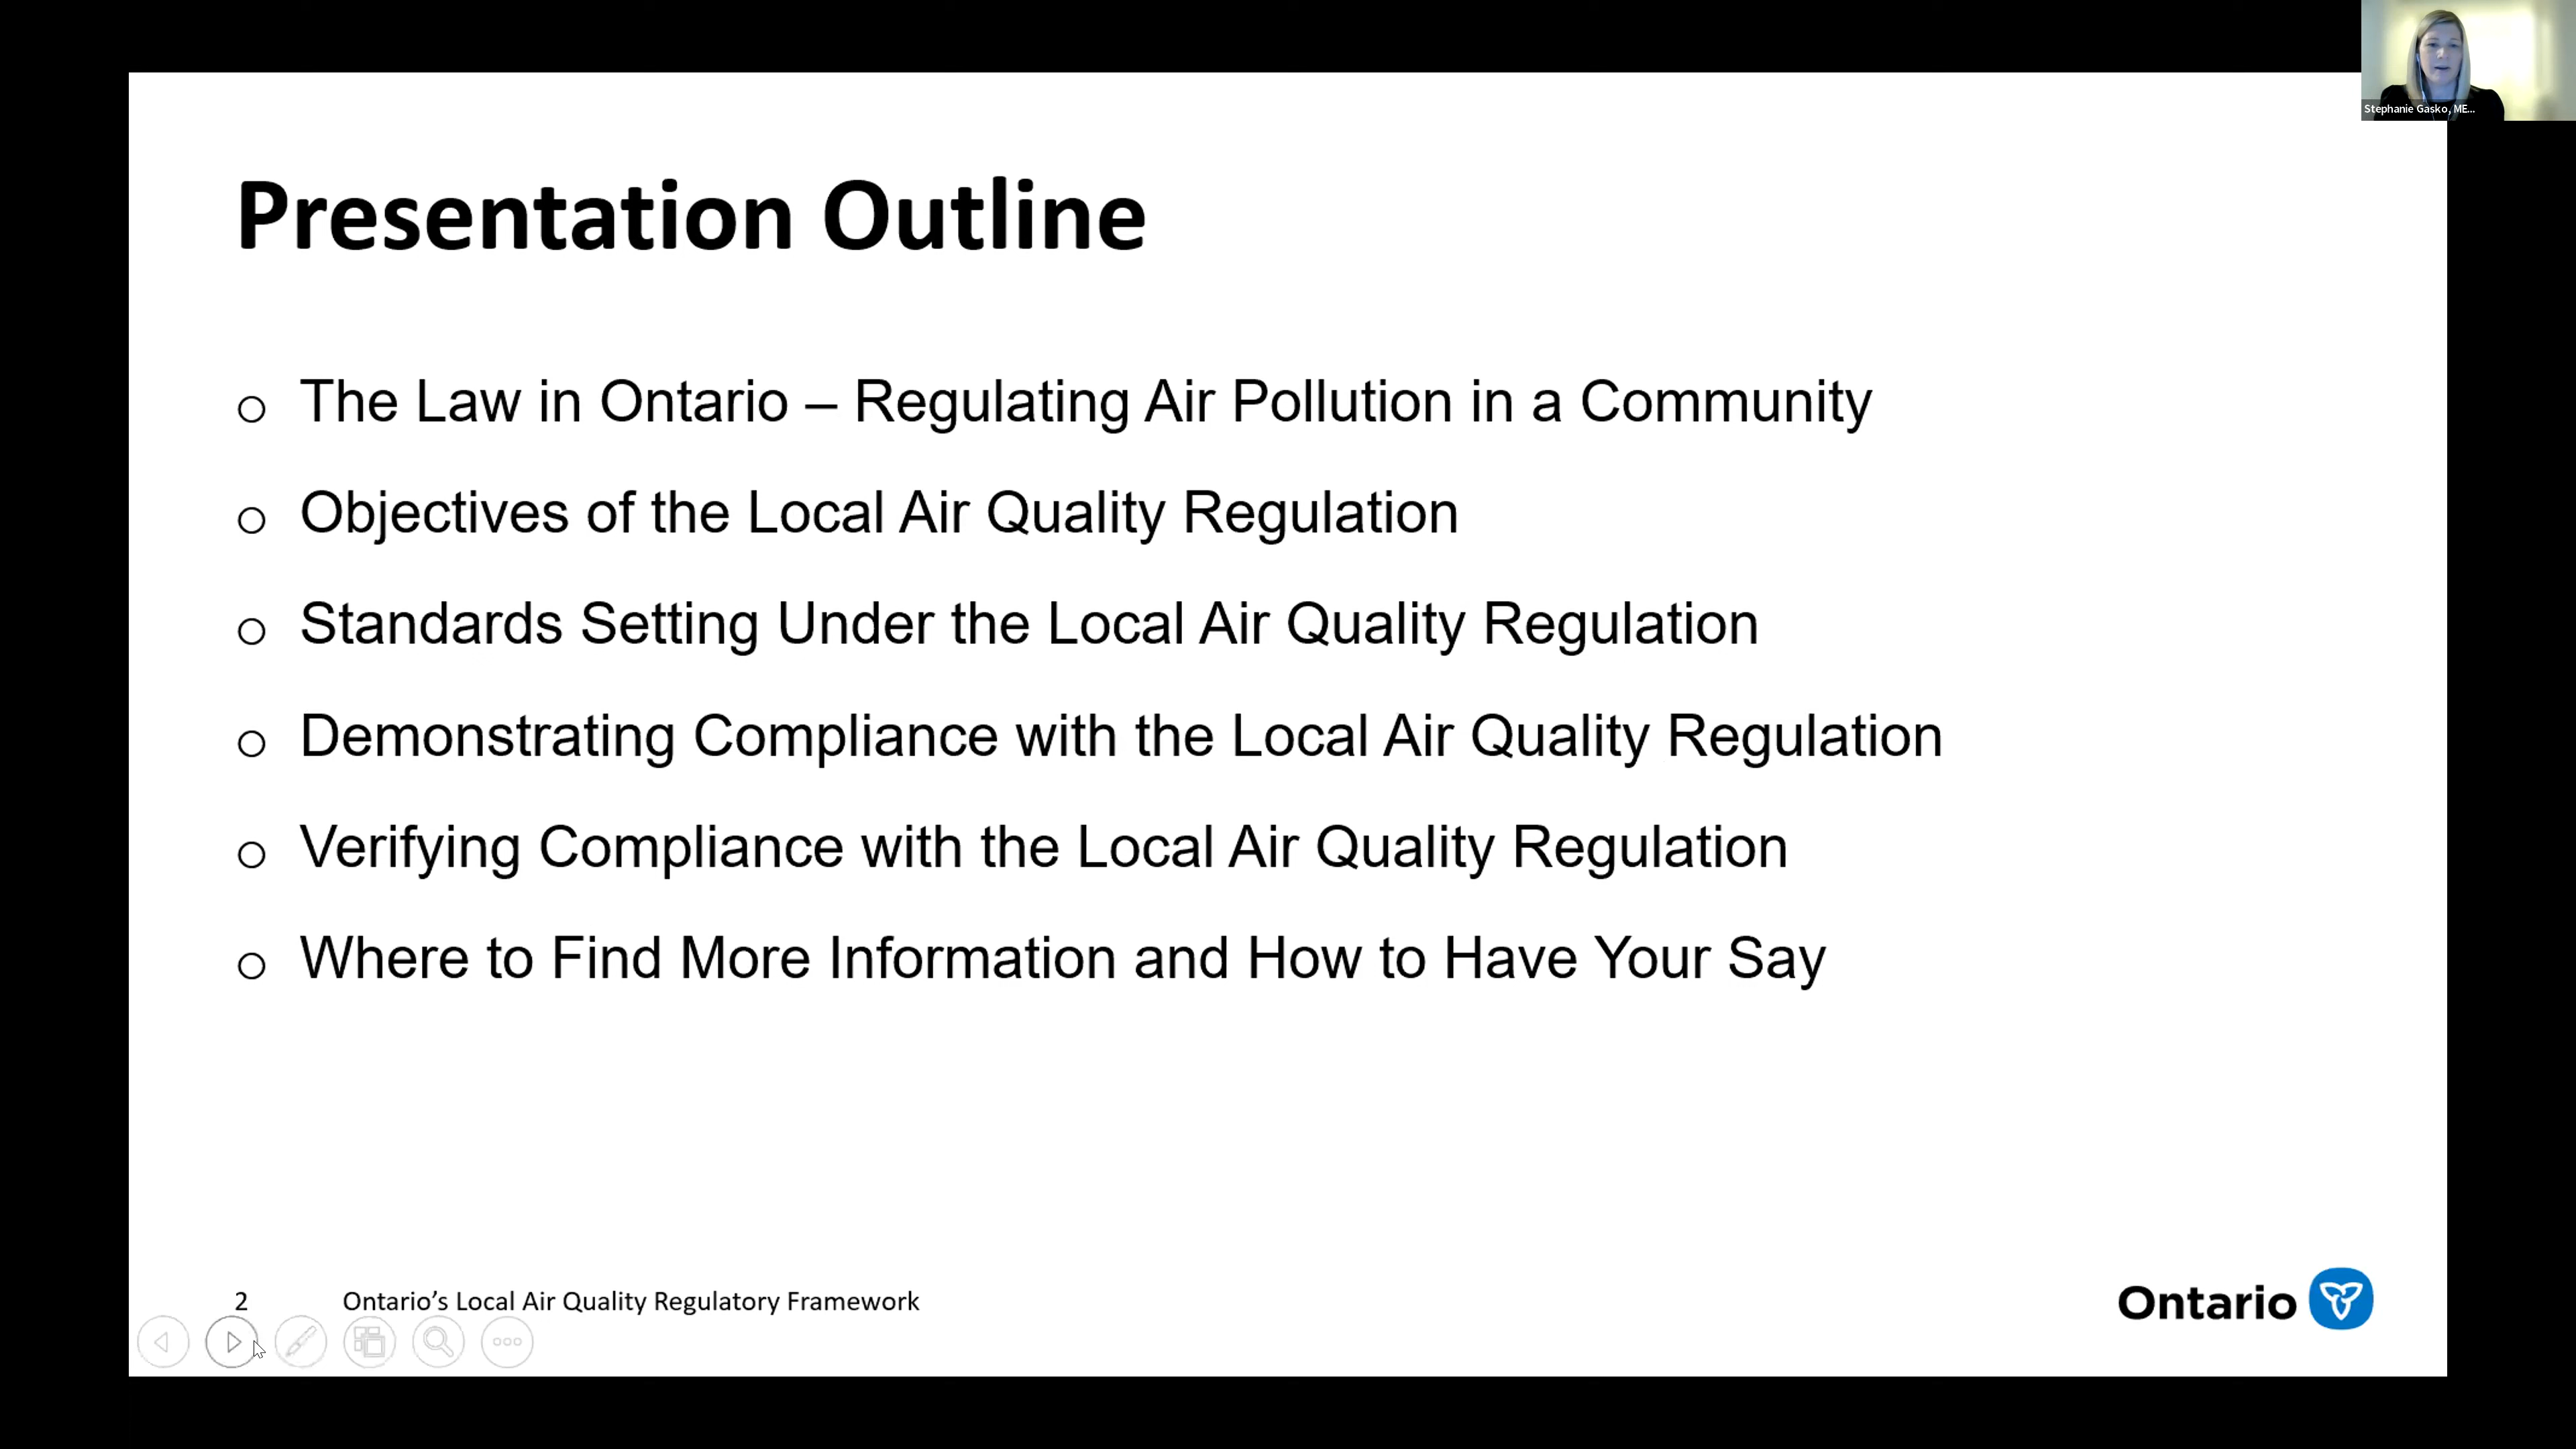 Stephanie Gasko, ME...
Presentation Outline
o The Law in Ontario – Regulating Air Pollution in a Community
o Objectives of the Local Air Quality Regulation
o Standards Setting Under the Local Air Quality Regulation
o Demonstrating Compliance with the Local Air Quality Regulation
o Verifying Compliance with the Local Air Quality Regulation
o Where to Find More Information and How to Have Your Say
2 Ontario's Local Air Quality Regulatory Framework
Ontario